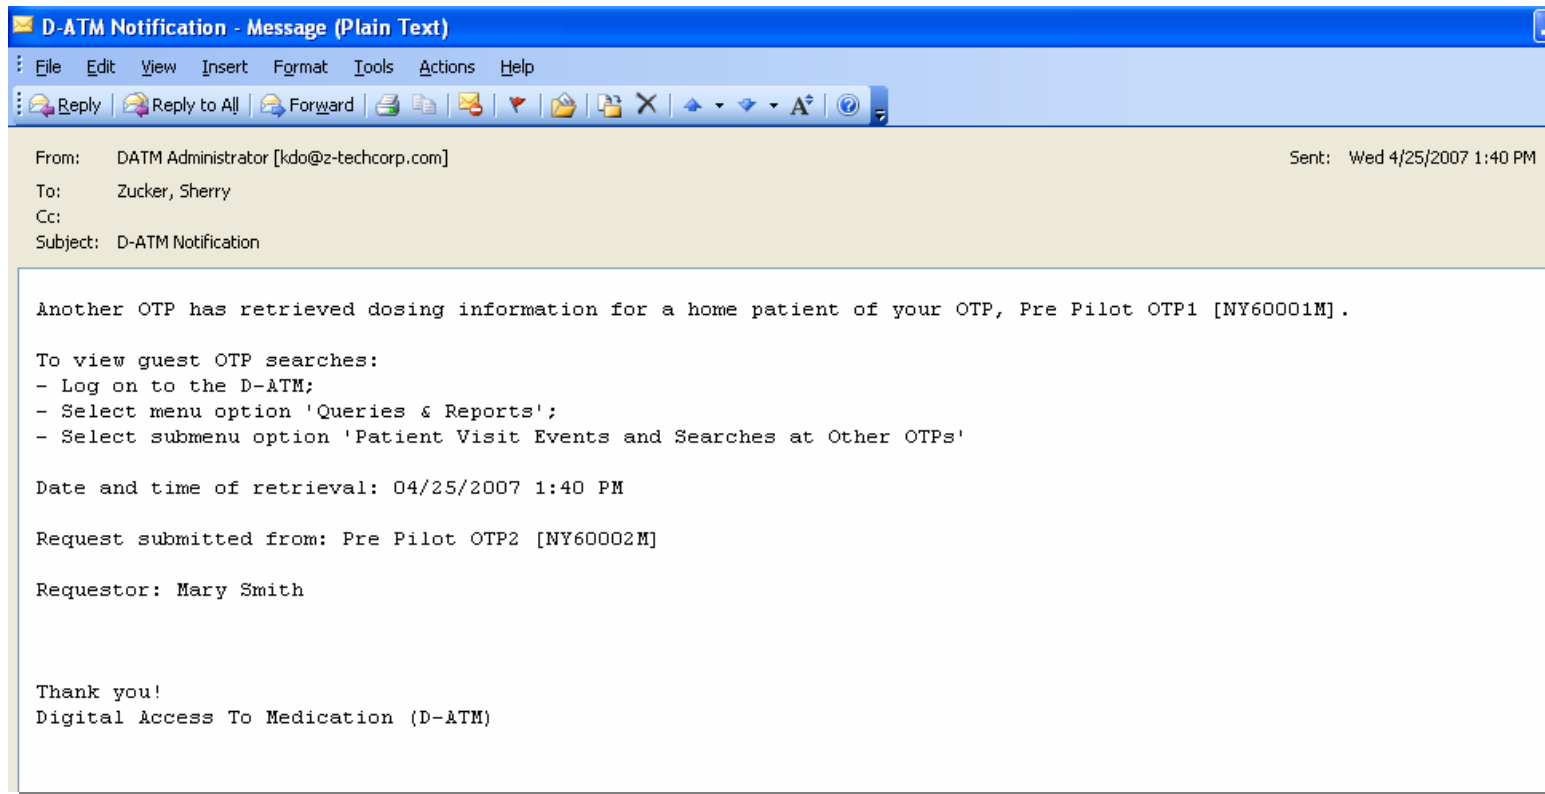 D-ATM Notification - Message (Plain Text)
File Edit View Insert Format Tools Actions Help
Reply Reply to All Forward
From: DATM Administrator [kdo@z-techcorp.com] Sent: Wed 4/25/2007 1:40 PM
To: Zucker, Sherry
Cc:
Subject: D-ATM Notification
Another OTP has retrieved dosing information for a home patient of your OTP, Pre Pilot OTP1 [NY60001M].
To view guest OTP searches:
- Log on to the D-ATM;
- Select menu option 'Queries & Reports';
- Select submenu option 'Patient Visit Events and Searches at Other OTPs'
Date and time of retrieval: 04/25/2007 1:40 PM
Request submitted from: Pre Pilot OTP2 [NY60002M]
Requestor: Mary Smith
Thank you!
Digital Access To Medication (D-ATM)